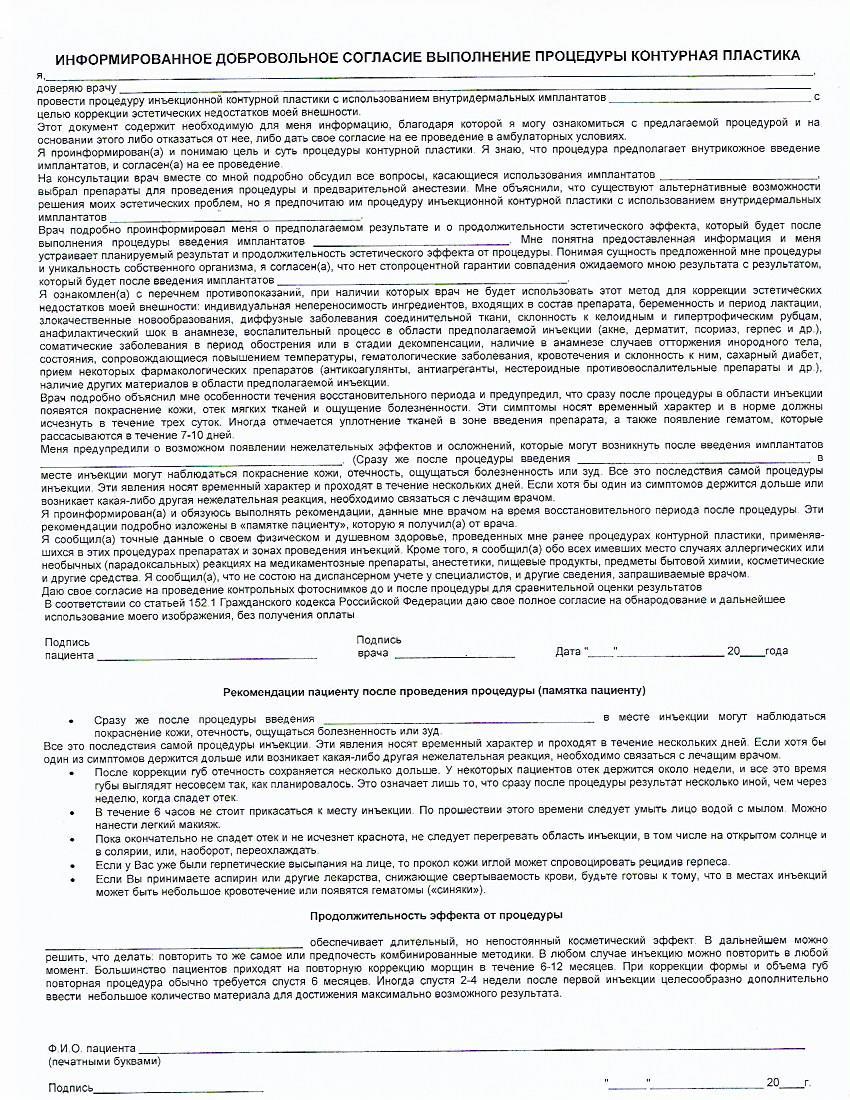 ИНФОРМИРОВАННОЕ ДОБРОВОЛЬНОЕ СОГЛАСИЕ ВЫПОЛНЕНИЕ ПРОЦЕДУРЫ КОНТУРНАЯ ПЛАСТИКА
я,____________________,
доверяю врачу ____________________
провести процедуру инъекционной контурной пластики с использованием внутридермальных имплантатов ____________________ с
целью коррекции эстетических недостатков моей внешности.
Этот документ содержит необходимую для меня информацию, благодаря которой я могу ознакомиться с предлагаемой процедурой и на
основании этого либо отказаться от нее, либо дать свое согласие на ее проведение в амбулаторных условиях.
Я проинформирован(а) и понимаю цель и суть процедуры контурной пластики. Я знаю, что процедура предполагает внутрикожное введение
имплантатов, и согласен(а) на ее проведение.
На консультации врач вместе со мной подробно обсудил все вопросы, касающиеся использования имплантатов ____________________,
выбрал препараты для проведения процедуры и предварительной анестезии. Мне объяснили, что существуют альтернативные возможности
решения моих эстетических проблем, но я предпочитаю им процедуру инъекционной контурной пластики с использованием внутридермальных
имплантатов ____________________.
Врач подробно проинформировал меня о предполагаемом результате и о продолжительности эстетического эффекта, который будет после
выполнения процедуры введения имплантатов ____________________. Мне понятна предоставленная информация и меня
устраивает планируемый результат и продолжительность эстетического эффекта от процедуры. Понимая сущность предложенной мне процедуры
и уникальность собственного организма, я согласен(а), что нет стопроцентной гарантии совпадения ожидаемого мною результата с результатом,
который будет после введения имплантатов ____________________.
Я ознакомлен(а) с перечнем противопоказаний, при наличии которых врач не будет использовать этот метод для коррекции эстетических
недостатков моей внешности: индивидуальная непереносимость ингредиентов, входящих в состав препарата, беременность и период лактации,
злокачественные новообразования, диффузные заболевания соединительной ткани, склонность к келоидным и гипертрофическим рубцам,
анафилактический шок в анамнезе, воспалительный процесс в области предполагаемой инъекции (акне, дерматит, псориаз, герпес и др.),
соматические заболевания в период обострения или в стадии декомпенсации, наличие в анамнезе случаев отторжения инородного тела,
состояния, сопровождающиеся повышением температуры, гематологические заболевания, кровотечения и склонность к ним, сахарный диабет,
прием некоторых фармакологических препаратов (антикоагулянты, антиагреганты, нестероидные противовоспалительные препараты и др.),
наличие других материалов в области предполагаемой инъекции.
Врач подробно объяснил мне особенности течения восстановительного периода и предупредил, что сразу после процедуры в области инъекции
появятся покраснение кожи, отек мягких тканей и ощущение болезненности. Эти симптомы носят временный характер и в норме должны
исчезнуть в течение трех суток. Иногда отмечается уплотнение тканей в зоне введения препарата, а также появление гематом, которые
рассасываются в течение 7-10 дней.
Меня предупредили о возможном появлении нежелательных эффектов и осложнений, которые могут возникнуть после введения имплантатов
____________________. (Сразу же после процедуры введения ____________________ в
месте инъекции могут наблюдаться покраснение кожи, отечность, ощущаться болезненность или зуд. Все это последствия самой процедуры
инъекции. Эти явления носят временный характер и проходят в течение нескольких дней. Если хотя бы один из симптомов держится дольше или
возникает какая-либо другая нежелательная реакция, необходимо связаться с лечащим врачом.
Я проинформирован(а) и обязуюсь выполнять рекомендации, данные мне врачом на время восстановительного периода после процедуры. Эти
рекомендации подробно изложены в «памятке пациенту», которую я получил(а) от врача.
Я сообщил(а) точные данные о своем физическом и душевном здоровье, проведенных мне ранее процедурах контурной пластики, применяв-
шихся в этих процедурах препаратах и зонах проведения инъекций. Кроме того, я сообщил(а) обо всех имевших место случаях аллергических или
необычных (парадоксальных) реакциях на медикаментозные препараты, анестетики, пищевые продукты, предметы бытовой химии, косметические
и другие средства. Я сообщил(а), что не состою на диспансерном учете у специалистов, и другие сведения, запрашиваемые врачом.
Даю свое согласие на проведение контрольных фотоснимков до и после процедуры для сравнительной оценки результатов
В соответствии со статьей 152.1 Гражданского кодекса Российской Федерации даю свое полное согласие на обнародование и дальнейшее
использование моего изображения, без получения оплаты
Подпись пациента ____________________ Подпись врача ____________________ Дата "____"____________________ 20____года
Рекомендации пациенту после проведения процедуры (памятка пациенту)
• Сразу же после процедуры введения ____________________ в месте инъекции могут наблюдаться
покраснение кожи, отечность, ощущаться болезненность или зуд.
Все это последствия самой процедуры инъекции. Эти явления носят временный характер и проходят в течение нескольких дней. Если хотя бы
один из симптомов держится дольше или возникает какая-либо другая нежелательная реакция, необходимо связаться с лечащим врачом.
• После коррекции губ отечность сохраняется несколько дольше. У некоторых пациентов отек держится около недели, и все это время
губы выглядят несовсем так, как планировалось. Это означает лишь то, что сразу после процедуры результат несколько иной, чем через
неделю, когда спадет отек.
• В течение 6 часов не стоит прикасаться к месту инъекции. По прошествии этого времени следует умыть лицо водой с мылом. Можно
нанести легкий макияж.
• Пока окончательно не спадет отек и не исчезнет краснота, не следует перегревать область инъекции, в том числе на открытом солнце и
в солярии, или, наоборот, переохлаждать.
• Если у Вас уже были герпетические высыпания на лице, то прокол кожи иглой может спровоцировать рецидив герпеса.
• Если Вы принимаете аспирин или другие лекарства, снижающие свертываемость крови, будьте готовы к тому, что в местах инъекций
может быть небольшое кровотечение или появятся гематомы («синяки»).
Продолжительность эффекта от процедуры
____________________ обеспечивает длительный, но непостоянный косметический эффект. В дальнейшем можно
решить, что делать: повторить то же самое или предпочесть комбинированные методики. В любом случае инъекцию можно повторить в любой
момент. Большинство пациентов приходят на повторную коррекцию морщин в течение 6-12 месяцев. При коррекции формы и объема губ
повторная процедура обычно требуется спустя 6 месяцев. Иногда спустя 2-4 недели после первой инъекции целесообразно дополнительно
ввести небольшое количество материала для достижения максимально возможного результата.
Ф.И.О. пациента ____________________
(печатными буквами)
Подпись____________________ "______"____________________ 20____г.